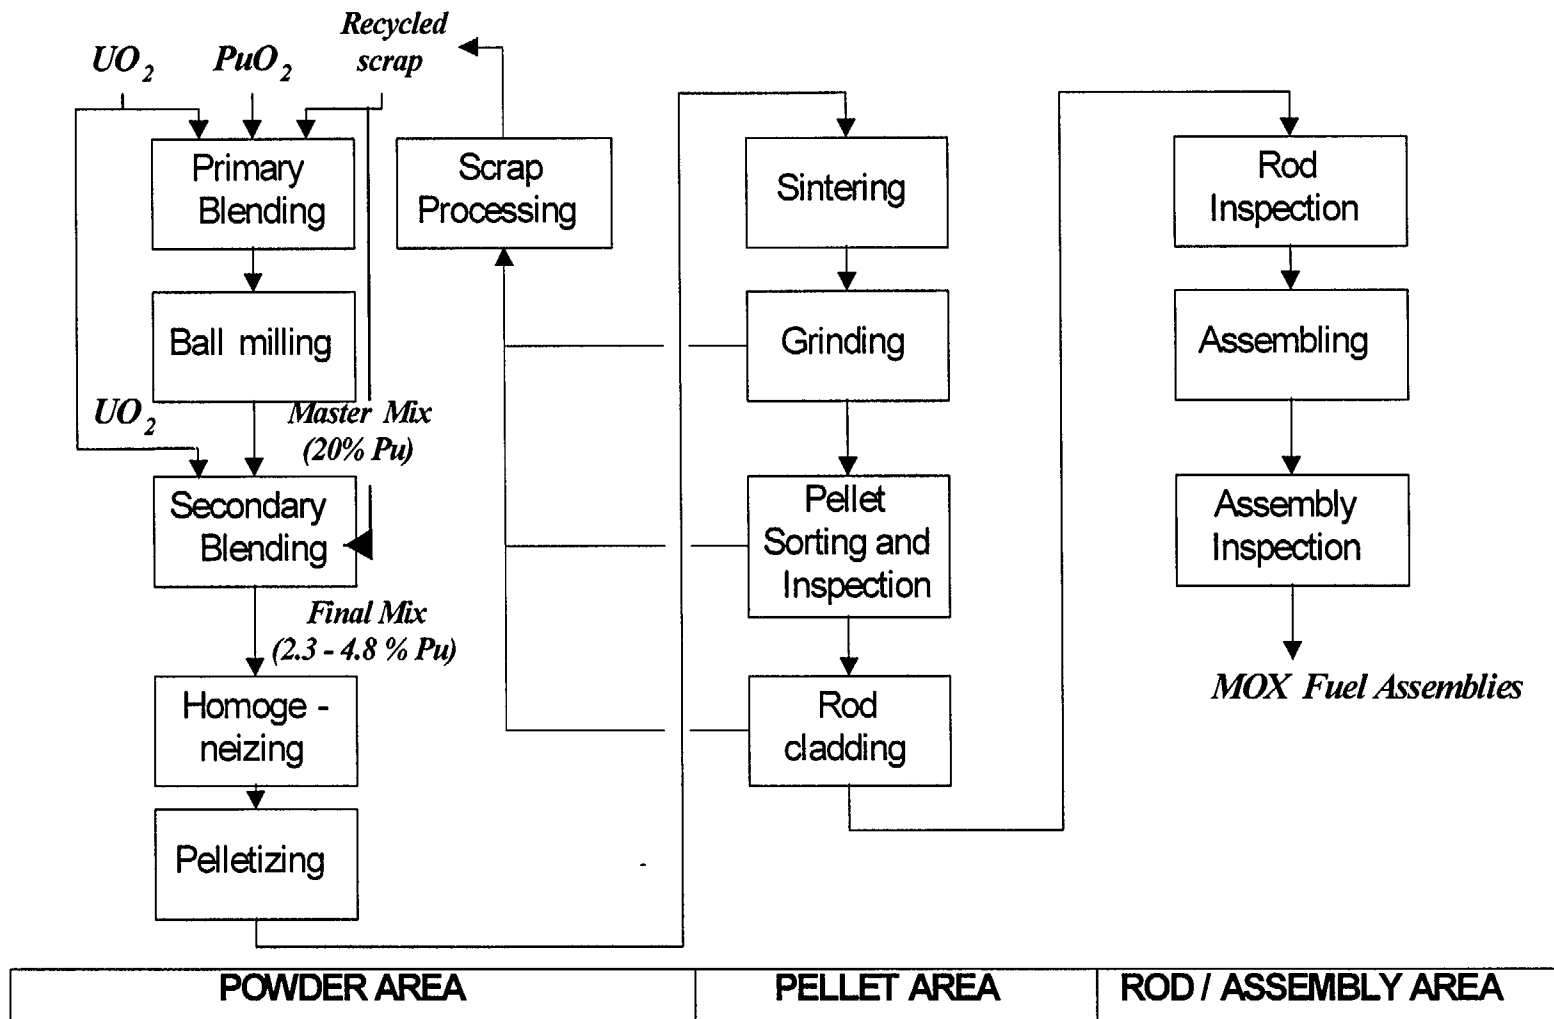 UO2
PuO2
Recycled
scrap
Primary
Blending
Scrap
Processing
Ball milling
UO2
Master Mix
(20% Pu)
Secondary
Blending
Final Mix
(2.3 - 4.8 % Pu)
Homoge -
neizing
Pelletizing
Sintering
Grinding
Pellet
Sorting and
Inspection
Rod
cladding
Rod
Inspection
Assembling
Assembly
Inspection
MOX Fuel Assemblies
POWDER AREA
PELLET AREA
ROD / ASSEMBLY AREA